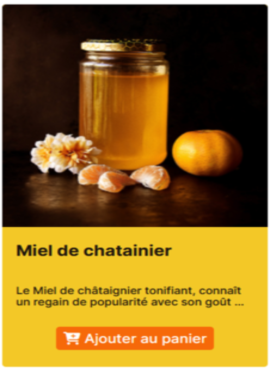 Miel de chatainier
Le Miel de châtaignier tonifiant, connaît
un regain de popularité avec son goût ...
Ajouter au panier